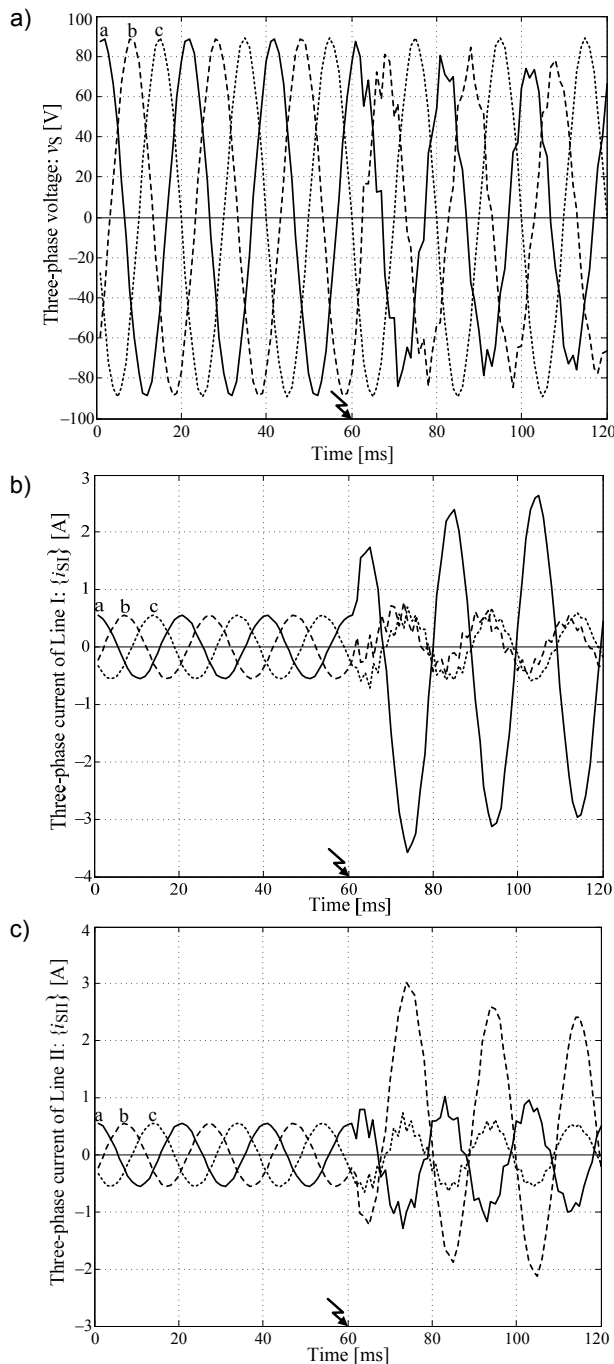 a)
Three-phase voltage: vS [V]
100
80
60
40
20
0
−20
−40
−60
−80
−100
a b c
0 20 40 60 80 100 120
Time [ms]
b)
Three-phase current of Line I: {iSI} [A]
3
2
1
0
−1
−2
−3
−4
a b c
0 20 40 60 80 100 120
Time [ms]
c)
Three-phase current of Line II: {iSII} [A]
4
3
2
1
0
−1
−2
−3
a b c
0 20 40 60 80 100 120
Time [ms]